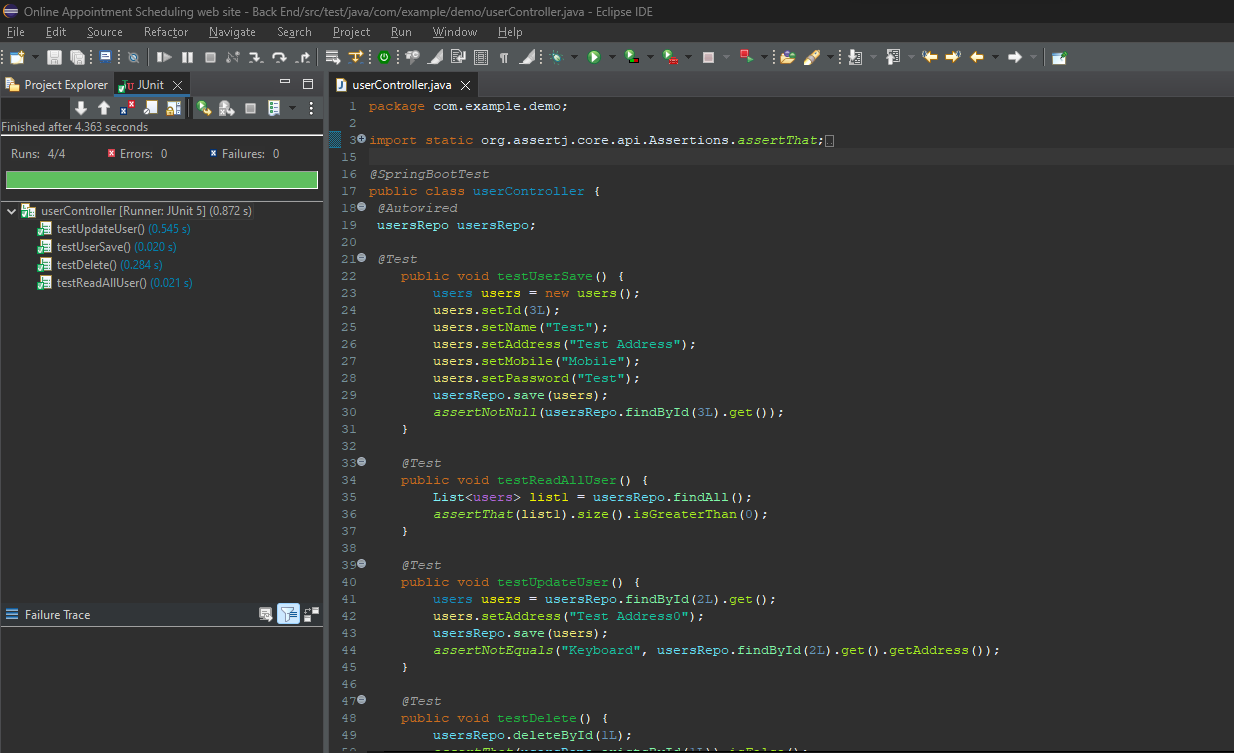 Online Appointment Scheduling web site - Back End/src/test/java/com/example/demo/userController.java - Eclipse IDE
File Edit Source Refactor Navigate Search Project Run Window Help
Project Explorer JUnit
Finished after 4.363 seconds
Runs: 4/4 Errors: 0 Failures: 0
userController [Runner: JUnit 5] (0.872 s)
testUpdateUser() (0.545 s)
testUserSave() (0.020 s)
testDelete() (0.284 s)
testReadAllUser() (0.021 s)
Failure Trace
userController.java
1 package com.example.demo;
2
3 import static org.assertj.core.api.Assertions.assertThat;
15
16 @SpringBootTest
17 public class userController {
18 @Autowired
19 usersRepo usersRepo;
20
21 @Test
22 public void testUserSave() {
23 users users = new users();
24 users.setId(3L);
25 users.setName("Test");
26 users.setAddress("Test Address");
27 users.setMobile("Mobile");
28 users.setPassword("Test");
29 usersRepo.save(users);
30 assertNotNull(usersRepo.findById(3L).get());
31 }
32
33 @Test
34 public void testReadAllUser() {
35 List<users> list1 = usersRepo.findAll();
36 assertThat(list1).size().isGreaterThan(0);
37 }
38
39 @Test
40 public void testUpdateUser() {
41 users users = usersRepo.findById(2L).get();
42 users.setAddress("Test Address0");
43 usersRepo.save(users);
44 assertNotEquals("Keyboard", usersRepo.findById(2L).get().getAddress());
45 }
46
47 @Test
48 public void testDelete() {
49 usersRepo.deleteById(1L);